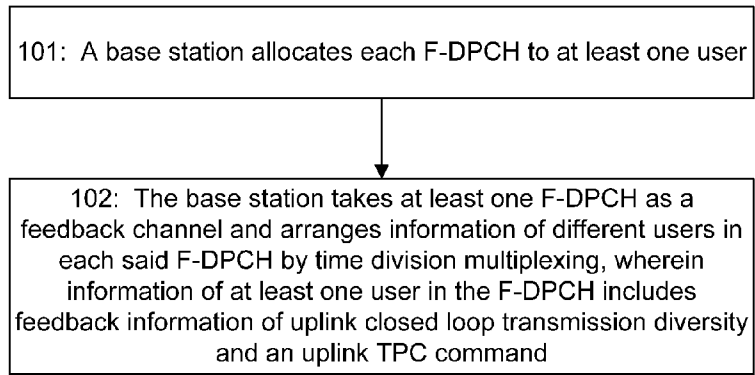 101: A base station allocates each F-DPCH to at least one user
102: The base station takes at least one F-DPCH as a
feedback channel and arranges information of different users in
each said F-DPCH by time division multiplexing, wherein
information of at least one user in the F-DPCH includes
feedback information of uplink closed loop transmission diversity
and an uplink TPC command